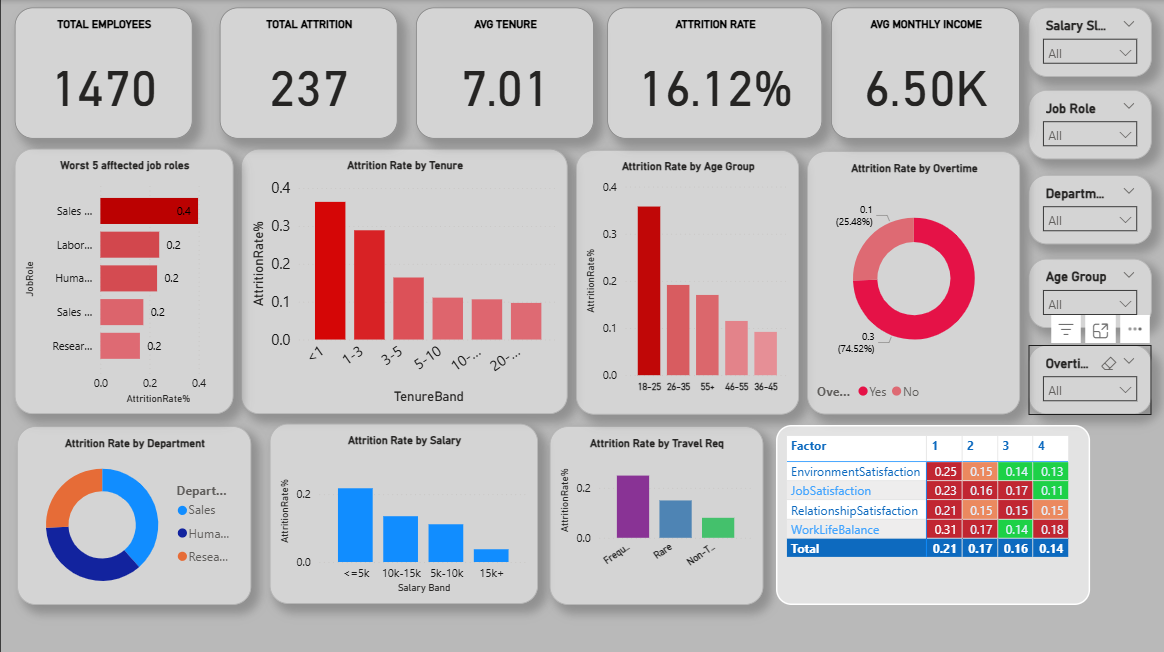 TOTAL EMPLOYEES
1470
TOTAL ATTRITION
237
AVG TENURE
7.01
ATTRITION RATE
16.12%
AVG MONTHLY INCOME
6.50K
Salary Sl...
All
Job Role
All
Departm...
All
Age Group
All
Overti...
All
Worst 5 afftected job roles
JobRole
Sales ...
0.4
Labor...
0.2
Huma...
0.2
Sales ...
0.2
Resear...
0.2
0.0 0.2 0.4
AttritionRate%
Attrition Rate by Tenure
AttritionRate%
0.4
0.3
0.2
0.1
0.0
<1 1-3 3-5 5-10 10-... 20-...
TenureBand
Attrition Rate by Age Group
AttritionRate%
0.4
0.3
0.2
0.1
0.0
18-25 26-35 55+ 46-55 36-45
Attrition Rate by Overtime
0.1
(25.48%)
0.3
(74.52%)
Ove... Yes No
Attrition Rate by Department
Depart...
Sales
Huma...
Resea...
Attrition Rate by Salary
AttritionRate%
0.2
0.0
<=5k 10k-15k 5k-10k 15k+
Salary Band
Attrition Rate by Travel Req
AttritionRate%
0.2
0.0
Frequ... Rare Non-T...
Factor 1 2 3 4
EnvironmentSatisfaction 0.25 0.15 0.14 0.13
JobSatisfaction 0.23 0.16 0.17 0.11
RelationshipSatisfaction 0.21 0.15 0.15 0.15
WorkLifeBalance 0.31 0.17 0.14 0.18
Total 0.21 0.17 0.16 0.14